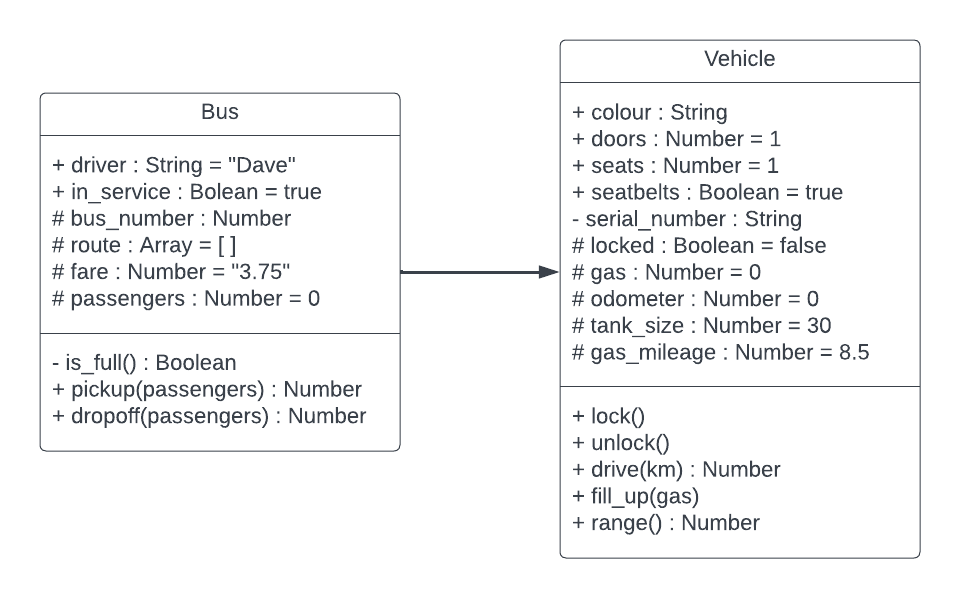 Bus
+ driver : String = "Dave"
+ in_service : Bolean = true
# bus_number : Number
# route : Array = [ ]
# fare : Number = "3.75"
# passengers : Number = 0
- is_full() : Boolean
+ pickup(passengers) : Number
+ dropoff(passengers) : Number
Vehicle
+ colour : String
+ doors : Number = 1
+ seats : Number = 1
+ seatbelts : Boolean = true
- serial_number : String
# locked : Boolean = false
# gas : Number = 0
# odometer : Number = 0
# tank_size : Number = 30
# gas_mileage : Number = 8.5
+ lock()
+ unlock()
+ drive(km) : Number
+ fill_up(gas)
+ range() : Number